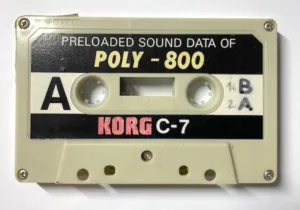 PRELOADED SOUND DATA OF
POLY-800
A
1. B
2. A
KORG C-7